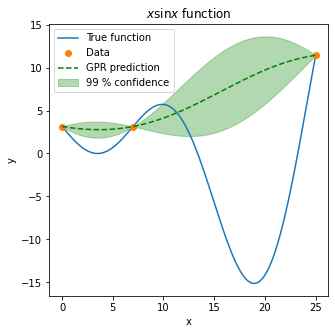 xsinx function
True function
Data
GPR prediction
99 % confidence
15
10
5
0
−5
−10
−15
y
0 5 10 15 20 25
x